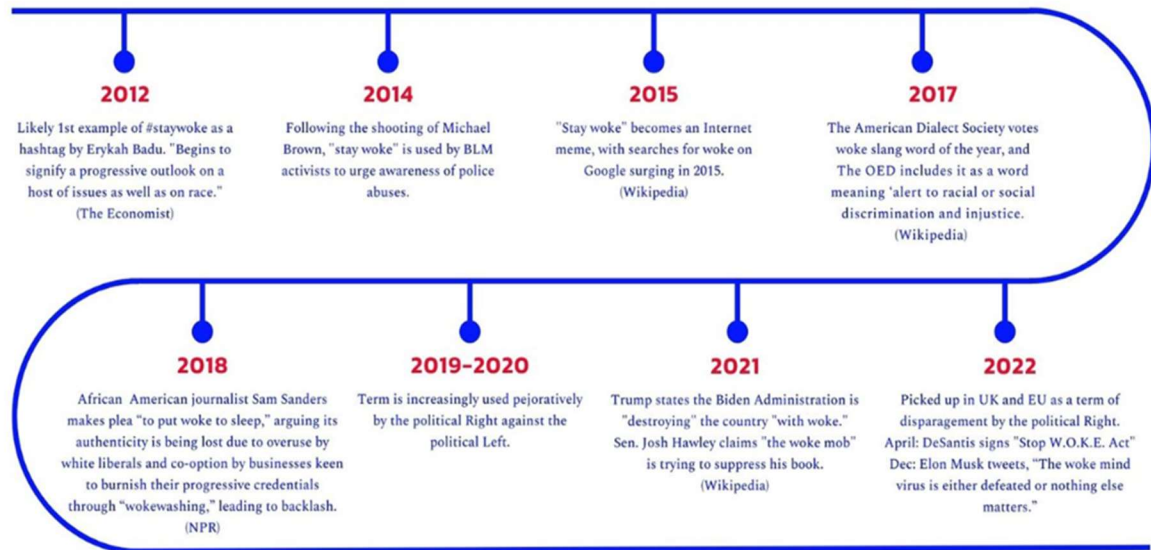 2012
Likely 1st example of #staywoke as a
hashtag by Erykah Badu. "Begins to
signify a progressive outlook on a
host of issues as well as on race."
(The Economist)
2014
Following the shooting of Michael
Brown, "stay woke" is used by BLM
activists to urge awareness of police
abuses.
2015
"Stay woke" becomes an Internet
meme, with searches for woke on
Google surging in 2015.
(Wikipedia)
2017
The American Dialect Society votes
woke slang word of the year, and
The OED includes it as a word
meaning 'alert to racial or social
discrimination and injustice.
(Wikipedia)
2018
African American journalist Sam Sanders
makes plea "to put woke to sleep," arguing its
authenticity is being lost due to overuse by
white liberals and co-option by businesses keen
to burnish their progressive credentials
through "wokewashing," leading to backlash.
(NPR)
2019-2020
Term is increasingly used pejoratively
by the political Right against the
political Left.
2021
Trump states the Biden Administration is
"destroying" the country "with woke."
Sen. Josh Hawley claims "the woke mob"
is trying to suppress his book.
(Wikipedia)
2022
Picked up in UK and EU as a term of
disparagement by the political Right.
April: DeSantis signs "Stop W.O.K.E. Act"
Dec: Elon Musk tweets, "The woke mind
virus is either defeated or nothing else
matters."